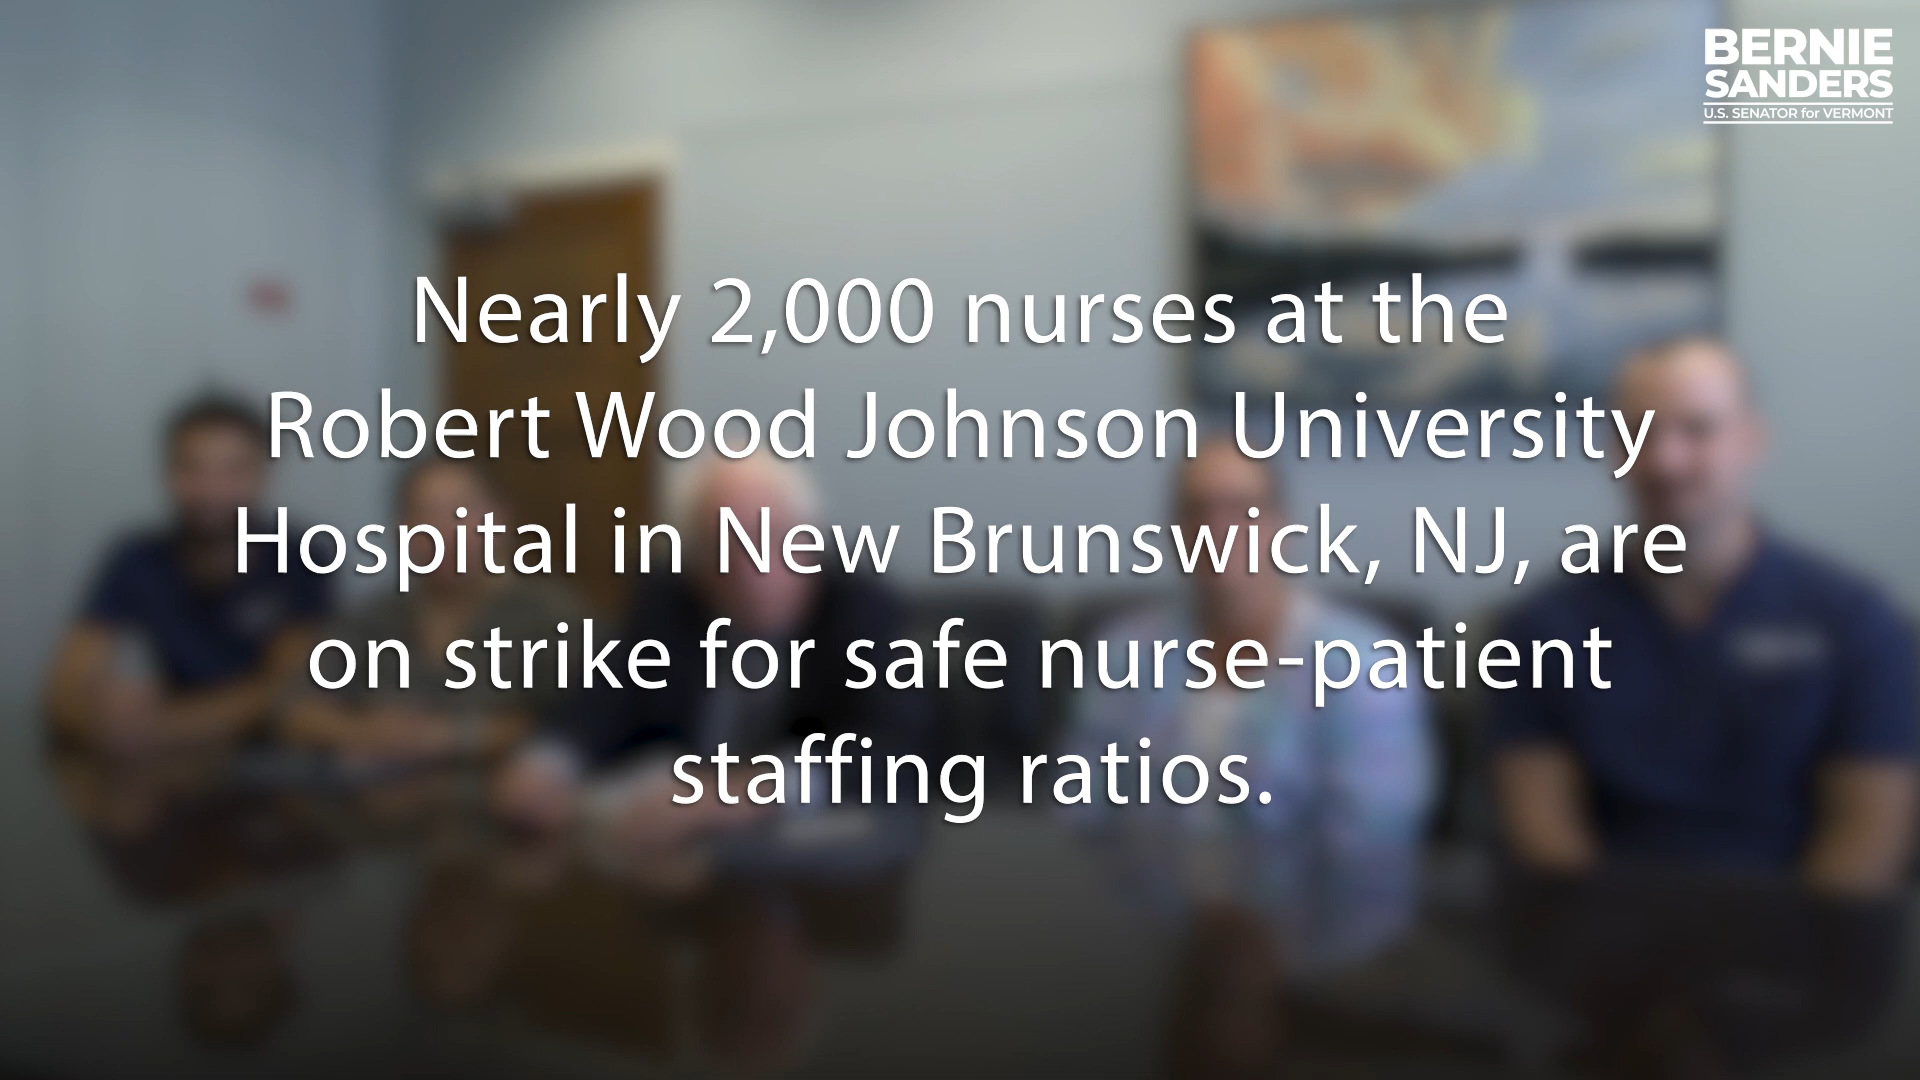 BERNIE
SANDERS
U.S. SENATOR for VERMONT
Nearly 2,000 nurses at the
Robert Wood Johnson University
Hospital in New Brunswick, NJ, are
on strike for safe nurse-patient
staffing ratios.